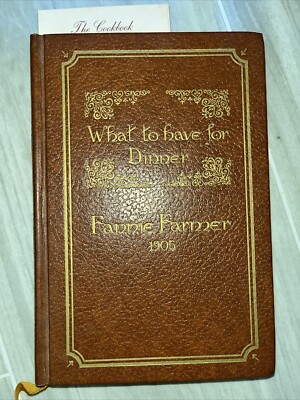 The Cookbook
What to have for
Dinner
Fannie Farmer
1905